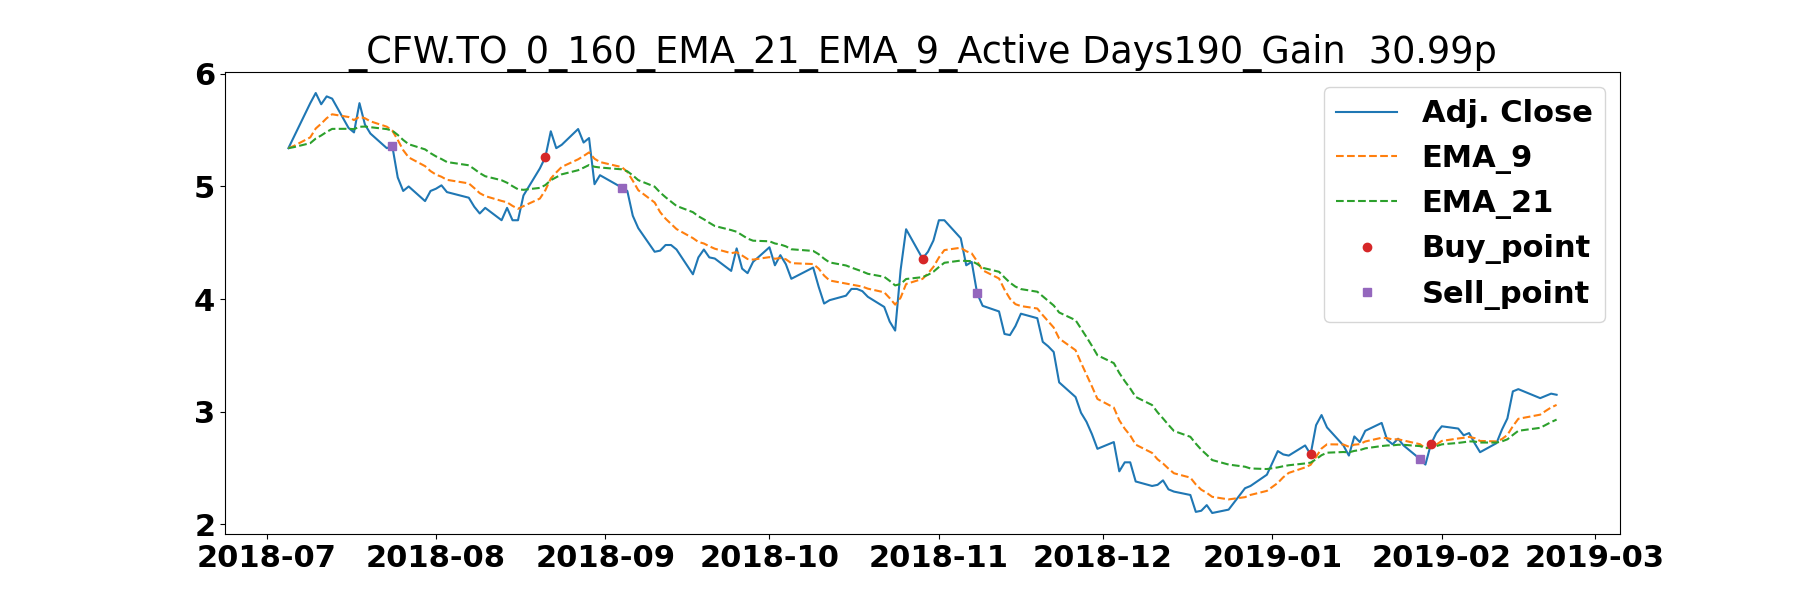 _CFW.TO_0_160_EMA_21_EMA_9_Active Days190_Gain  30.99p
6
5
4
3
2
Adj. Close
EMA_9
EMA_21
Buy_point
Sell_point
2018-07 2018-08 2018-09 2018-10 2018-11 2018-12 2019-01 2019-02 2019-03